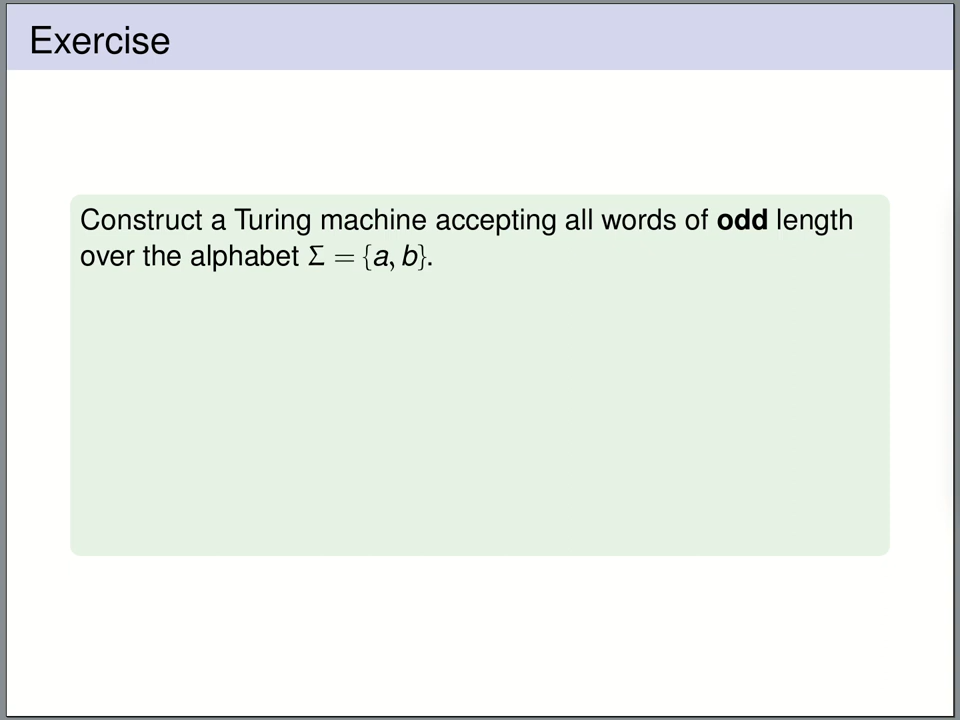 Exercise
Construct a Turing machine accepting all words of odd length
over the alphabet Σ = {a, b}.